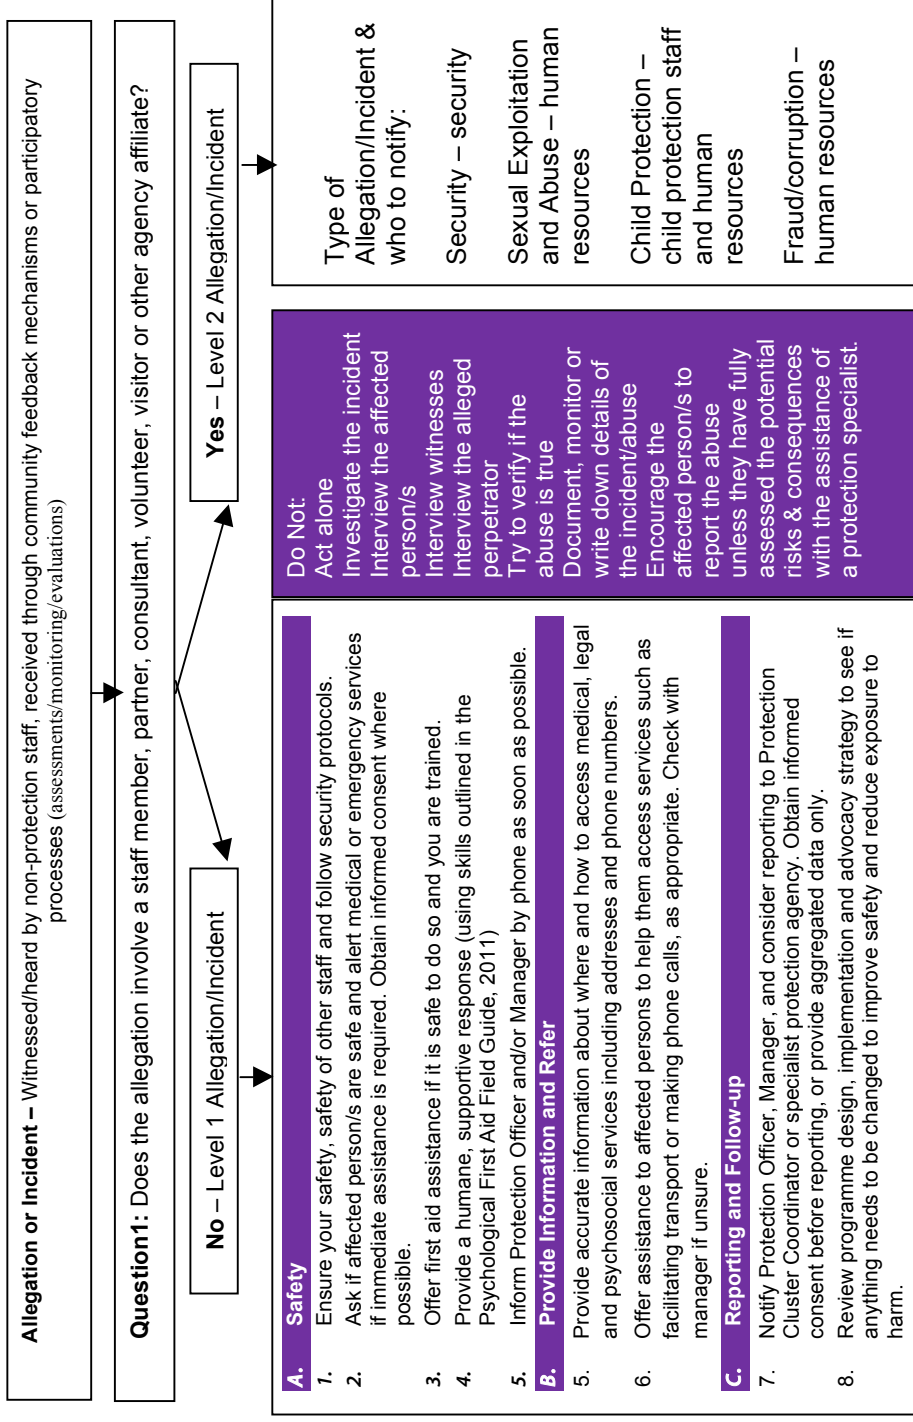 Allegation or Incident – Witnessed/heard by non-protection staff, received through community feedback mechanisms or participatory
processes (assessments/monitoring/evaluations)
Question1: Does the allegation involve a staff member, partner, consultant, volunteer, visitor or other agency affiliate?
No – Level 1 Allegation/Incident
Yes – Level 2 Allegation/Incident
A. Safety
1. Ensure your safety, safety of other staff and follow security protocols.
2. Ask if affected person/s are safe and alert medical or emergency services
if immediate assistance is required. Obtain informed consent where
possible.
3. Offer first aid assistance if it is safe to do so and you are trained.
4. Provide a humane, supportive response (using skills outlined in the
Psychological First Aid Field Guide, 2011)
5. Inform Protection Officer and/or Manager by phone as soon as possible.
B. Provide Information and Refer
5. Provide accurate information about where and how to access medical, legal
and psychosocial services including addresses and phone numbers.
6. Offer assistance to affected persons to help them access services such as
facilitating transport or making phone calls, as appropriate. Check with
manager if unsure.
C. Reporting and Follow-up
7. Notify Protection Officer, Manager, and consider reporting to Protection
Cluster Coordinator or specialist protection agency. Obtain informed
consent before reporting, or provide aggregated data only.
8. Review programme design, implementation and advocacy strategy to see if
anything needs to be changed to improve safety and reduce exposure to
harm.
Do Not:
Act alone
Investigate the incident
Interview the affected
person/s
Interview witnesses
Interview the alleged
perpetrator
Try to verify if the
abuse is true
Document, monitor or
write down details of
the incident/abuse
Encourage the
affected person/s to
report the abuse
unless they have fully
assessed the potential
risks & consequences
with the assistance of
a protection specialist.
Type of
Allegation/Incident &
who to notify:
Security – security
Sexual Exploitation
and Abuse – human
resources
Child Protection –
child protection staff
and human
resources
Fraud/corruption –
human resources